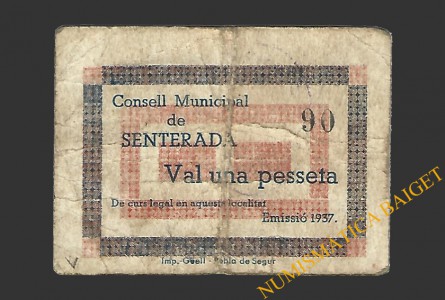 Consell Municipal
de
SENTERADA
90
Val una pesseta
De curs legal en aquesta localitat
Emissió 1937.
Imp. Güell - Pobla de Segur
NUMISMÀTICA BAIGET